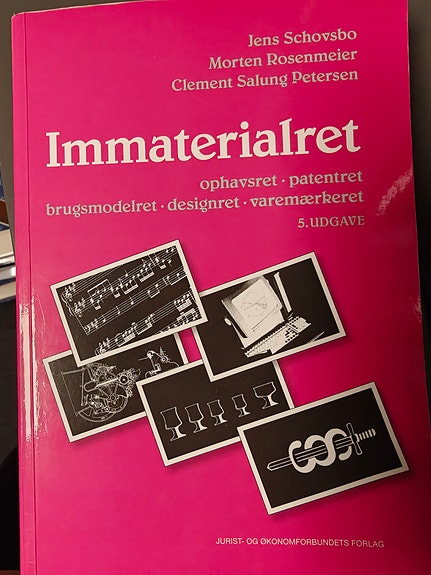 Jens Schovsbo
Morten Rosenmeier
Clement Salung Petersen
Immaterialret
ophavsret · patentret
brugsmodelret · designret · varemærkeret
5. UDGAVE
JURIST- OG ØKONOMFORBUNDETS FORLAG